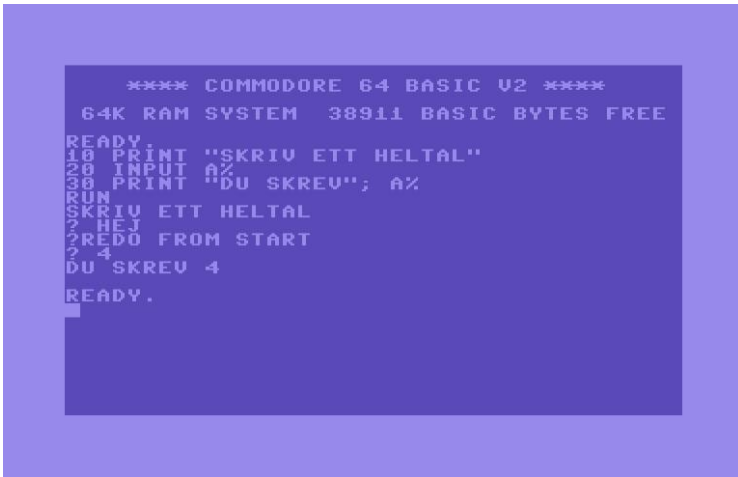 **** COMMODORE 64 BASIC V2 ****
64K RAM SYSTEM  38911 BASIC BYTES FREE
READY.
10 PRINT "SKRIV ETT HELTAL"
20 INPUT A%
30 PRINT "DU SKREV"; A%
RUN
SKRIV ETT HELTAL
? HEJ
?REDO FROM START
? 4
DU SKREV 4
READY.